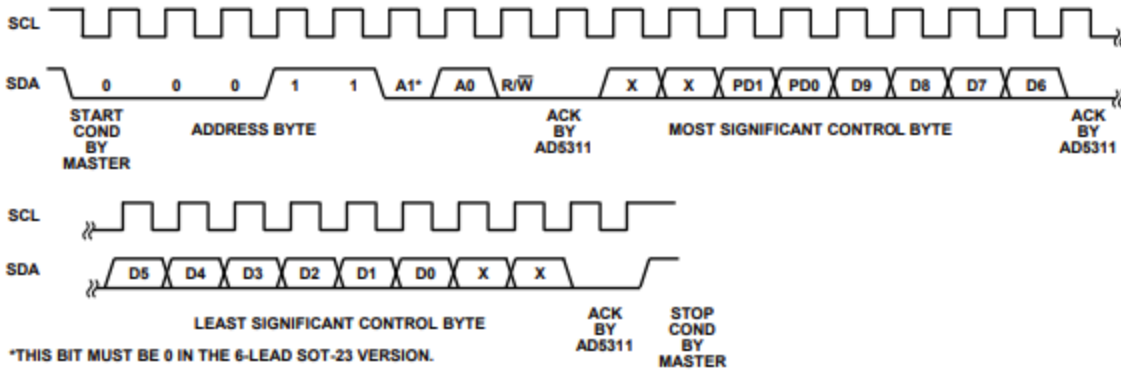 SCL
SDA 0 0 0 1 1 A1* A0 R/W̅ X X PD1 PD0 D9 D8 D7 D6
START COND BY MASTER
ADDRESS BYTE
ACK BY AD5311
MOST SIGNIFICANT CONTROL BYTE
ACK BY AD5311
SCL
SDA D5 D4 D3 D2 D1 D0 X X
LEAST SIGNIFICANT CONTROL BYTE
ACK BY AD5311
STOP COND BY MASTER
*THIS BIT MUST BE 0 IN THE 6-LEAD SOT-23 VERSION.